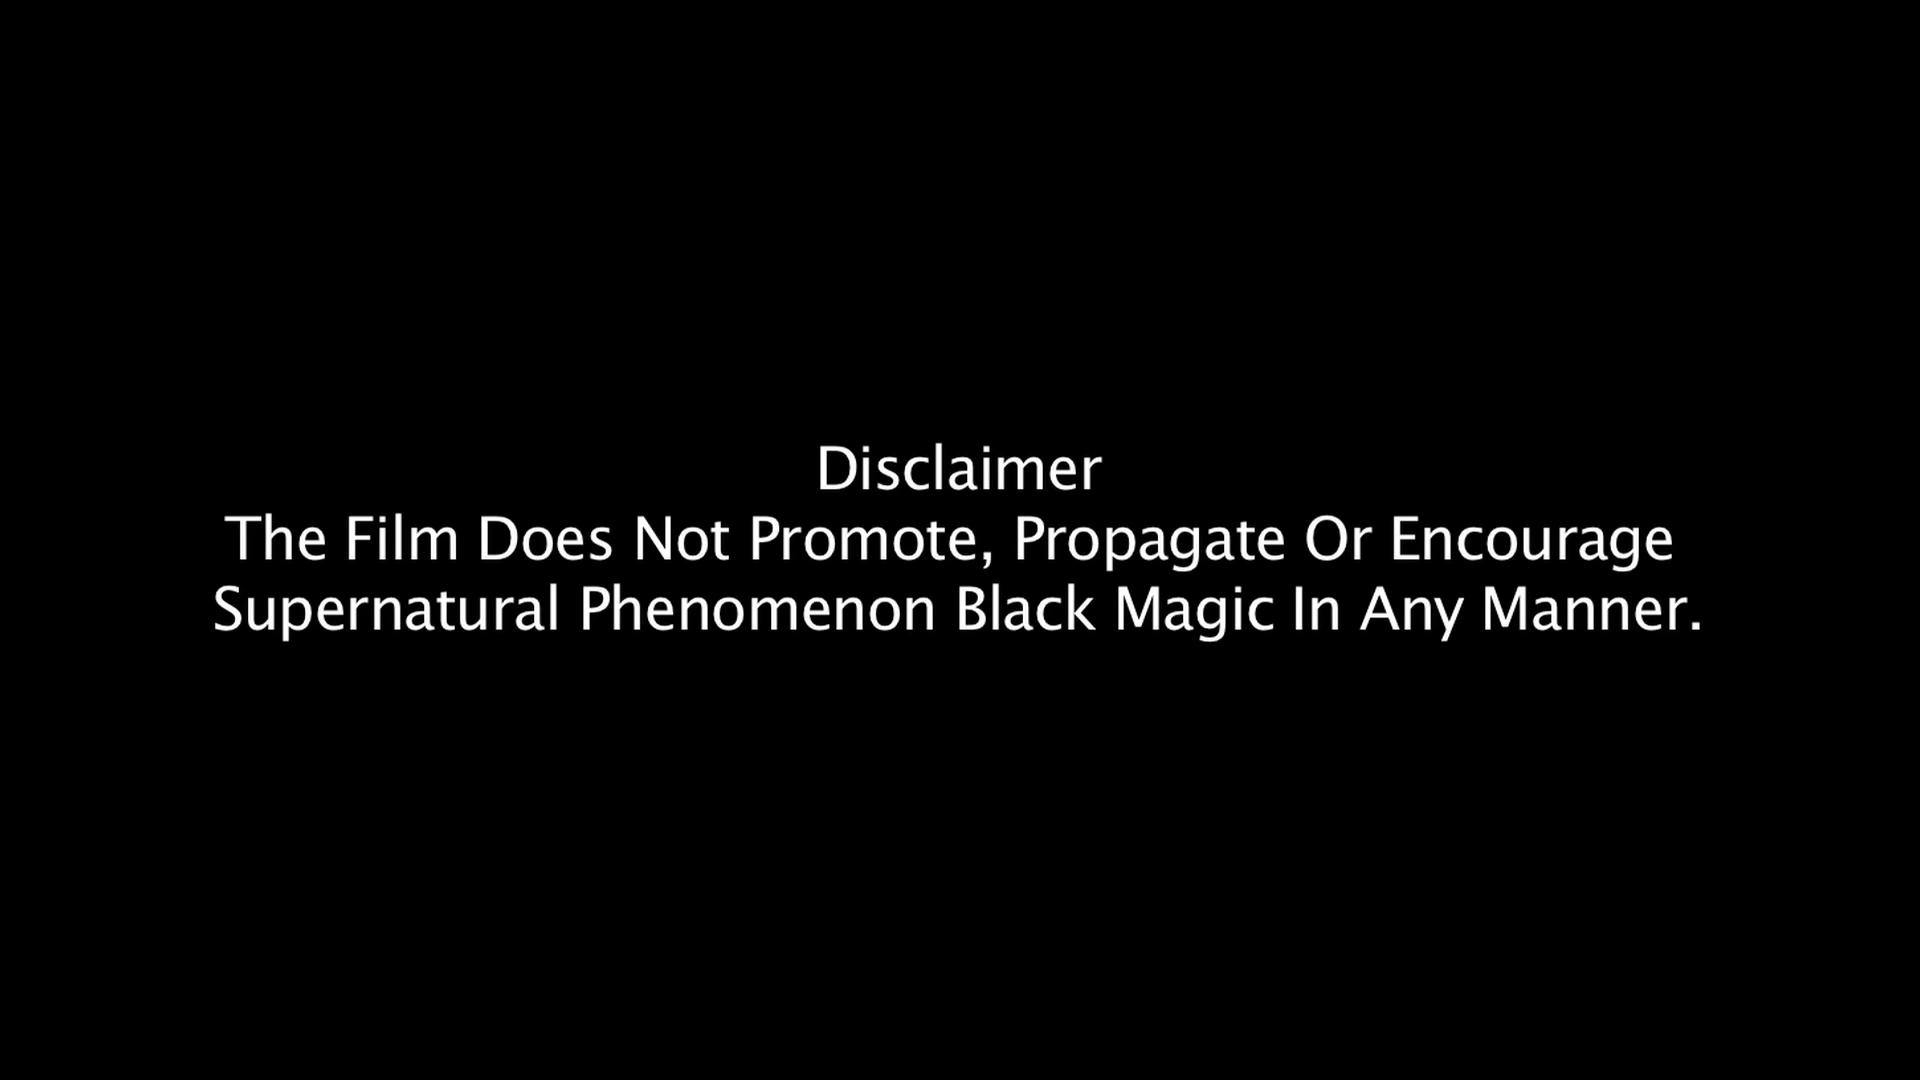 Disclaimer
The Film Does Not Promote, Propagate Or Encourage
Supernatural Phenomenon Black Magic In Any Manner.